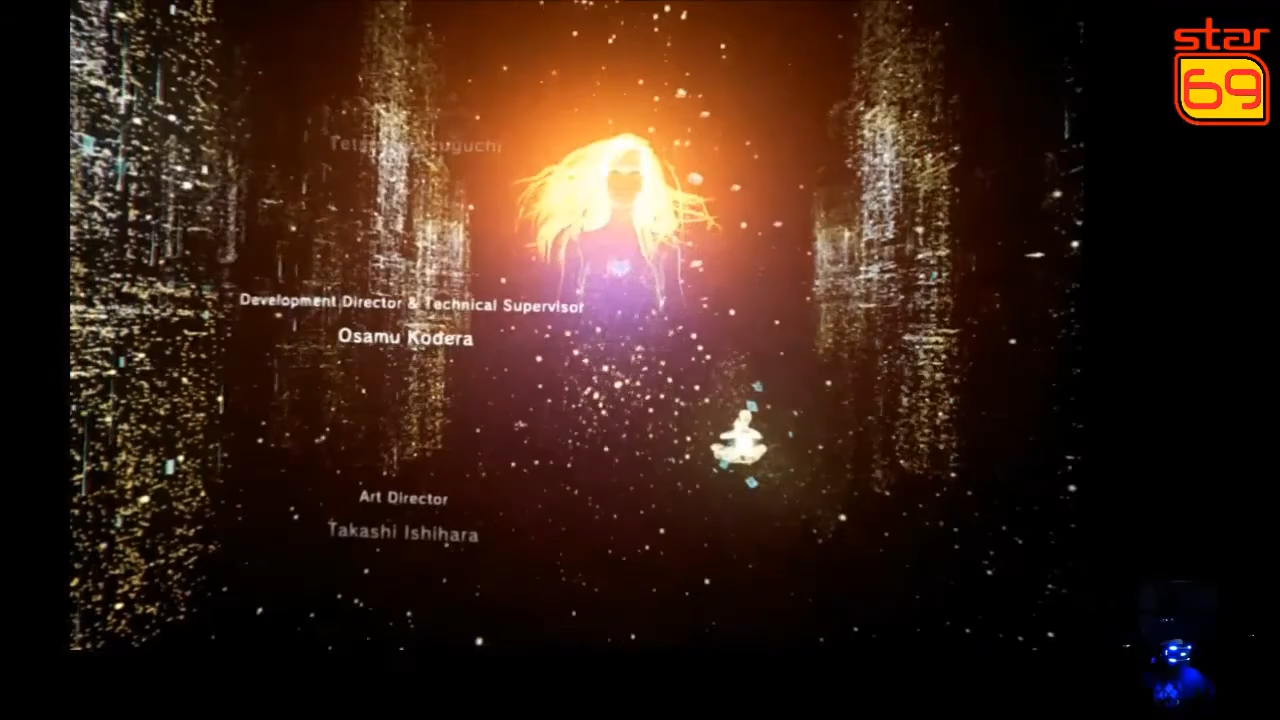 star
69
Development Director & Technical Supervisor
Osamu Kodera
Art Director
Takashi Ishihara